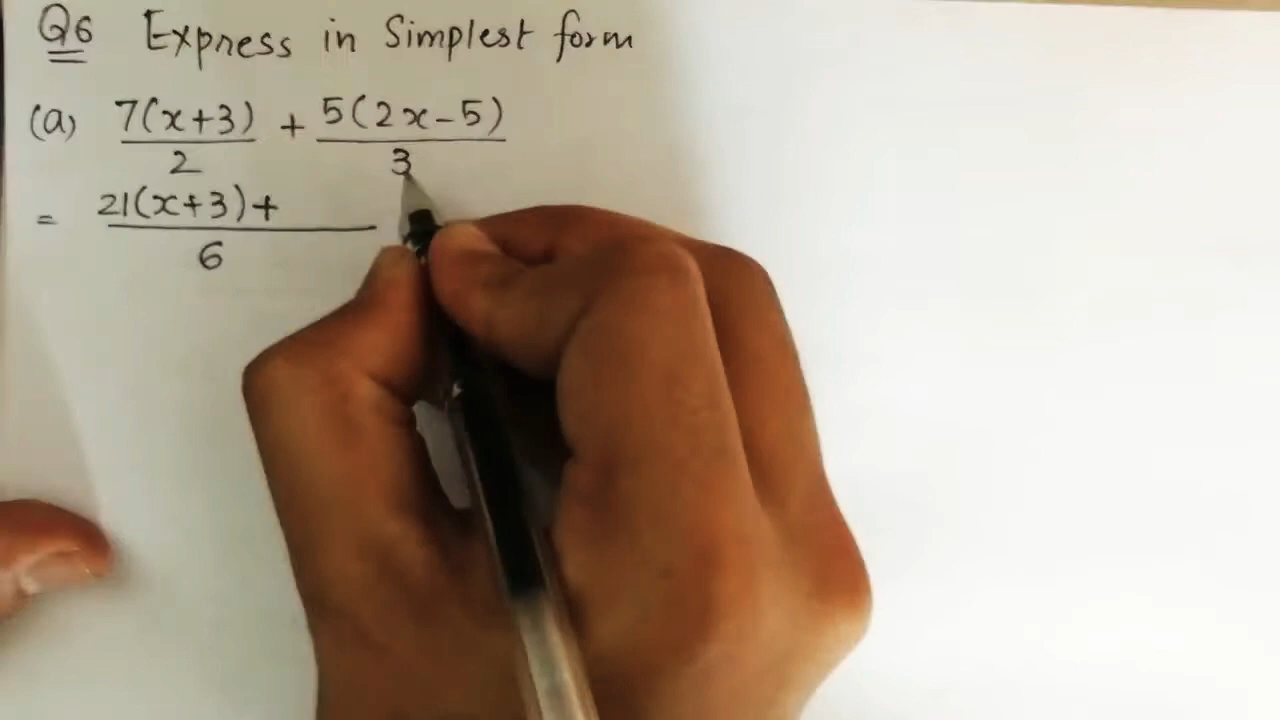 Q6 Express in Simplest form
(a) 7(x+3)/2 + 5(2x-5)/3
= 21(x+3)+/6